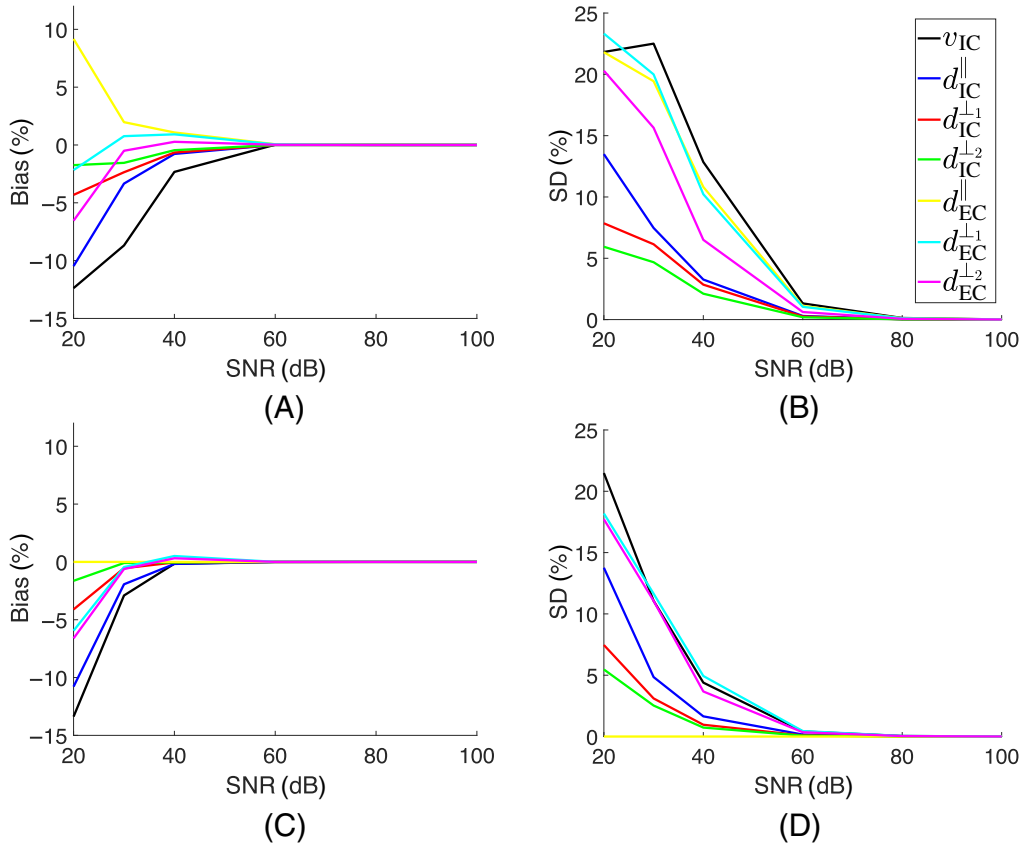 10
5
0
−5
−10
−15
Bias (%)
20 40 60 80 100
SNR (dB)
(A)
25
20
15
10
5
0
SD (%)
20 40 60 80 100
SNR (dB)
(B)
v_IC
d_IC^∥
d_IC^⊥1
d_IC^⊥2
d_EC^∥
d_EC^⊥1
d_EC^⊥2
10
5
0
−5
−10
−15
Bias (%)
20 40 60 80 100
SNR (dB)
(C)
25
20
15
10
5
0
SD (%)
20 40 60 80 100
SNR (dB)
(D)